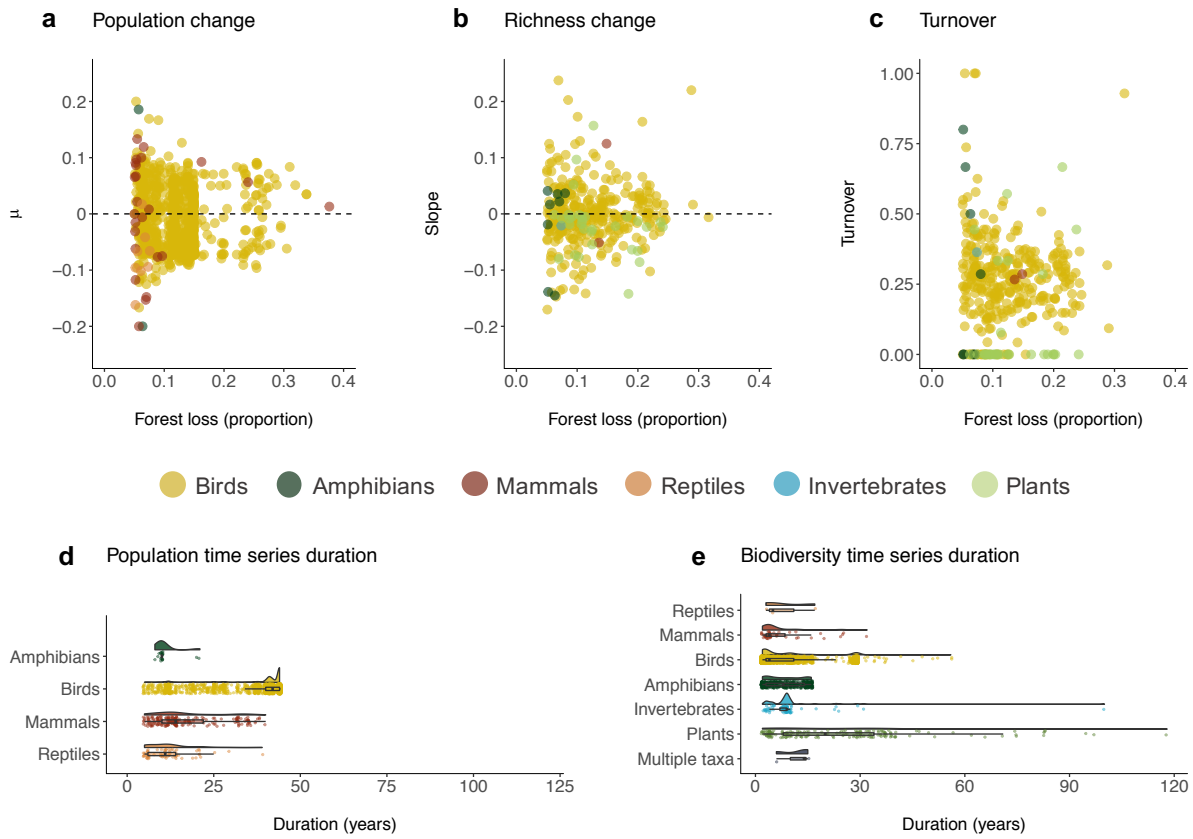 a Population change
b Richness change
c Turnover
0.2
0.1
0
−0.1
−0.2
μ
0.0 0.1 0.2 0.3 0.4
Forest loss (proportion)
0.2
0.1
0
−0.1
−0.2
Slope
0.0 0.1 0.2 0.3 0.4
Forest loss (proportion)
1.00
0.75
0.50
0.25
0.00
Turnover
0.0 0.1 0.2 0.3 0.4
Forest loss (proportion)
Birds Amphibians Mammals Reptiles Invertebrates Plants
d Population time series duration
Amphibians
Birds
Mammals
Reptiles
0 25 50 75 100 125
Duration (years)
e Biodiversity time series duration
Reptiles
Mammals
Birds
Amphibians
Invertebrates
Plants
Multiple taxa
0 30 60 90 120
Duration (years)